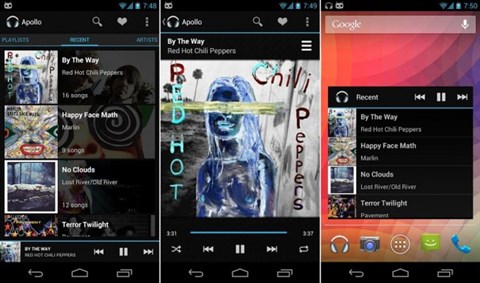 7:48
Apollo
PLAYLISTS RECENT ARTISTS
By The Way
Red Hot Chili Peppers
16 songs
Happy Face Math
Marlin
9 songs
No Clouds
Lost River/Old River
12 songs
Terror Twilight
BY THE WAY
RED HOT CHILI PEPPERS
7:49
Apollo
By The Way
Red Hot Chili Peppers
RED HOT
Chili
Peppers
3:31
3:37
7:50
Google
Recent
By The Way
Red Hot Chili Peppers
Happy Face Math
Marlin
No Clouds
Lost River/Old River
Terror Twilight
Pavement